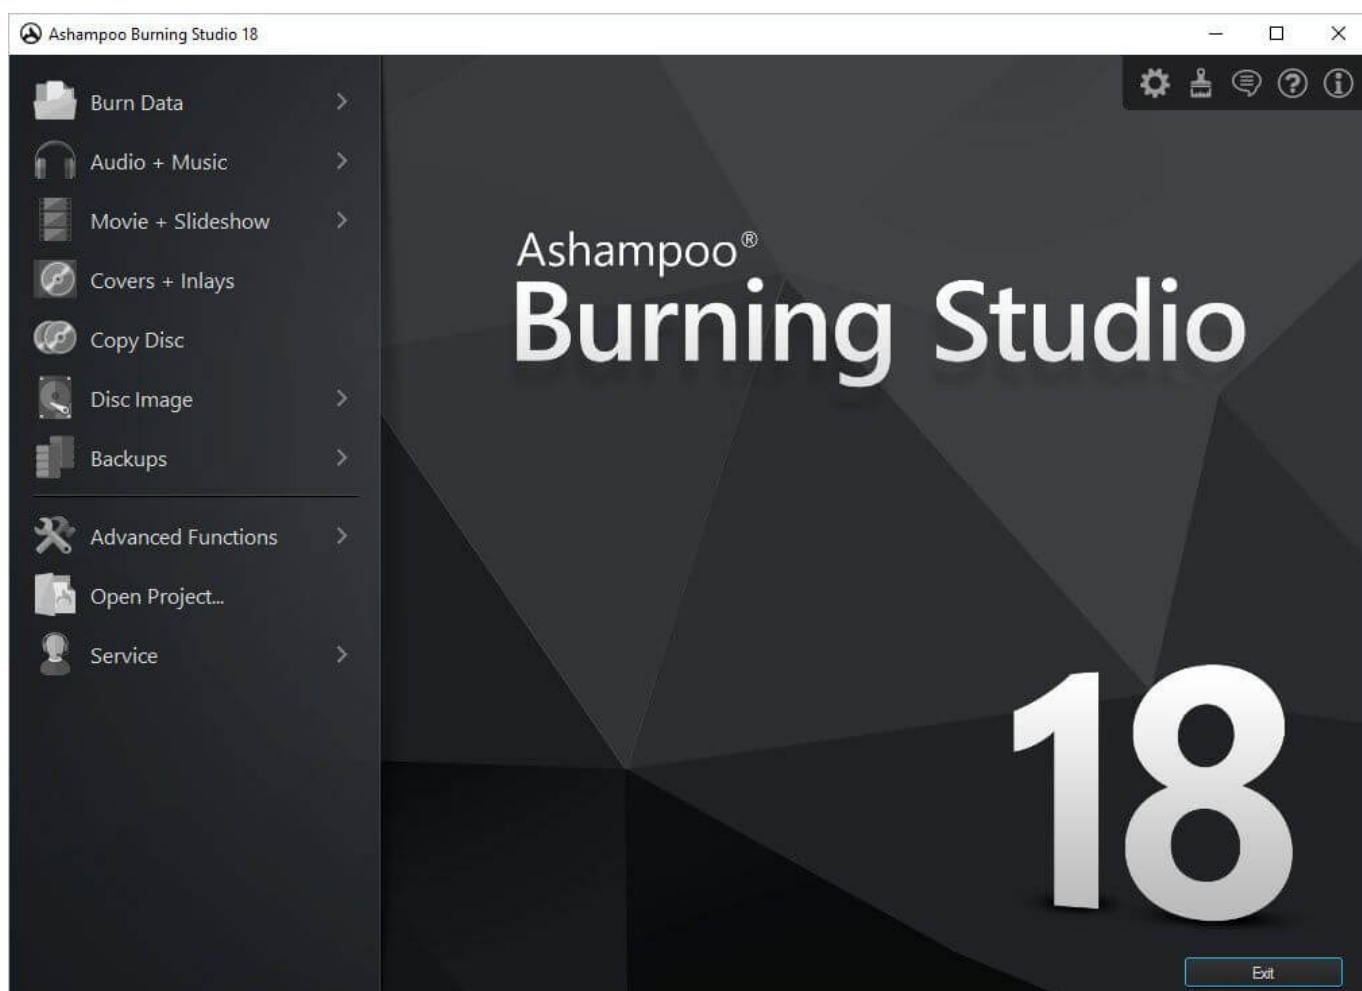 Ashampoo Burning Studio 18
Burn Data
Audio + Music
Movie + Slideshow
Covers + Inlays
Copy Disc
Disc Image
Backups
Advanced Functions
Open Project...
Service
Ashampoo®
Burning Studio
18
Exit